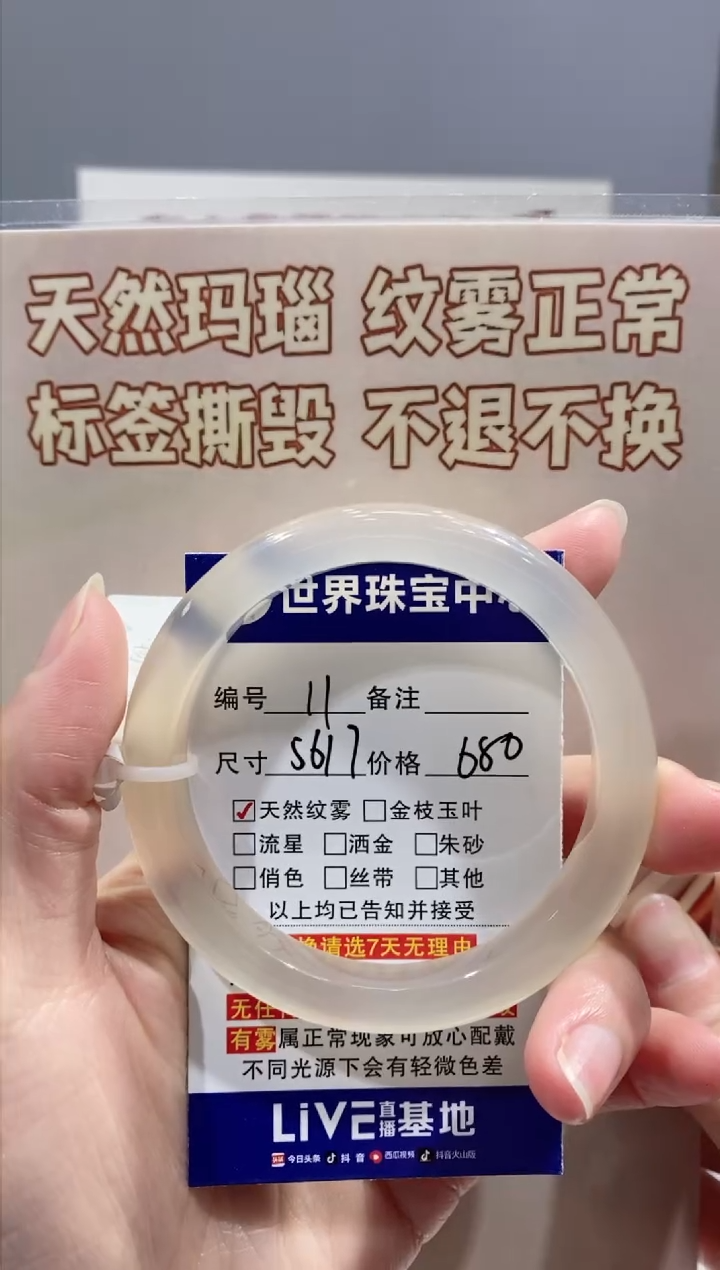 天然玛瑙 纹雾正常
标签撕毁 不退不换
世界珠宝中
编号 11 备注
尺寸 5617 价格 680
☑天然纹雾 □金枝玉叶
□流星 □洒金 □朱砂
□俏色 □丝带 □其他
以上均已告知并接受
换请选7天无理由
无任
有雾属正常现象可放心配戴
不同光源下会有轻微色差
LiVE直播基地
今日头条 抖音 西瓜视频 抖音火山版